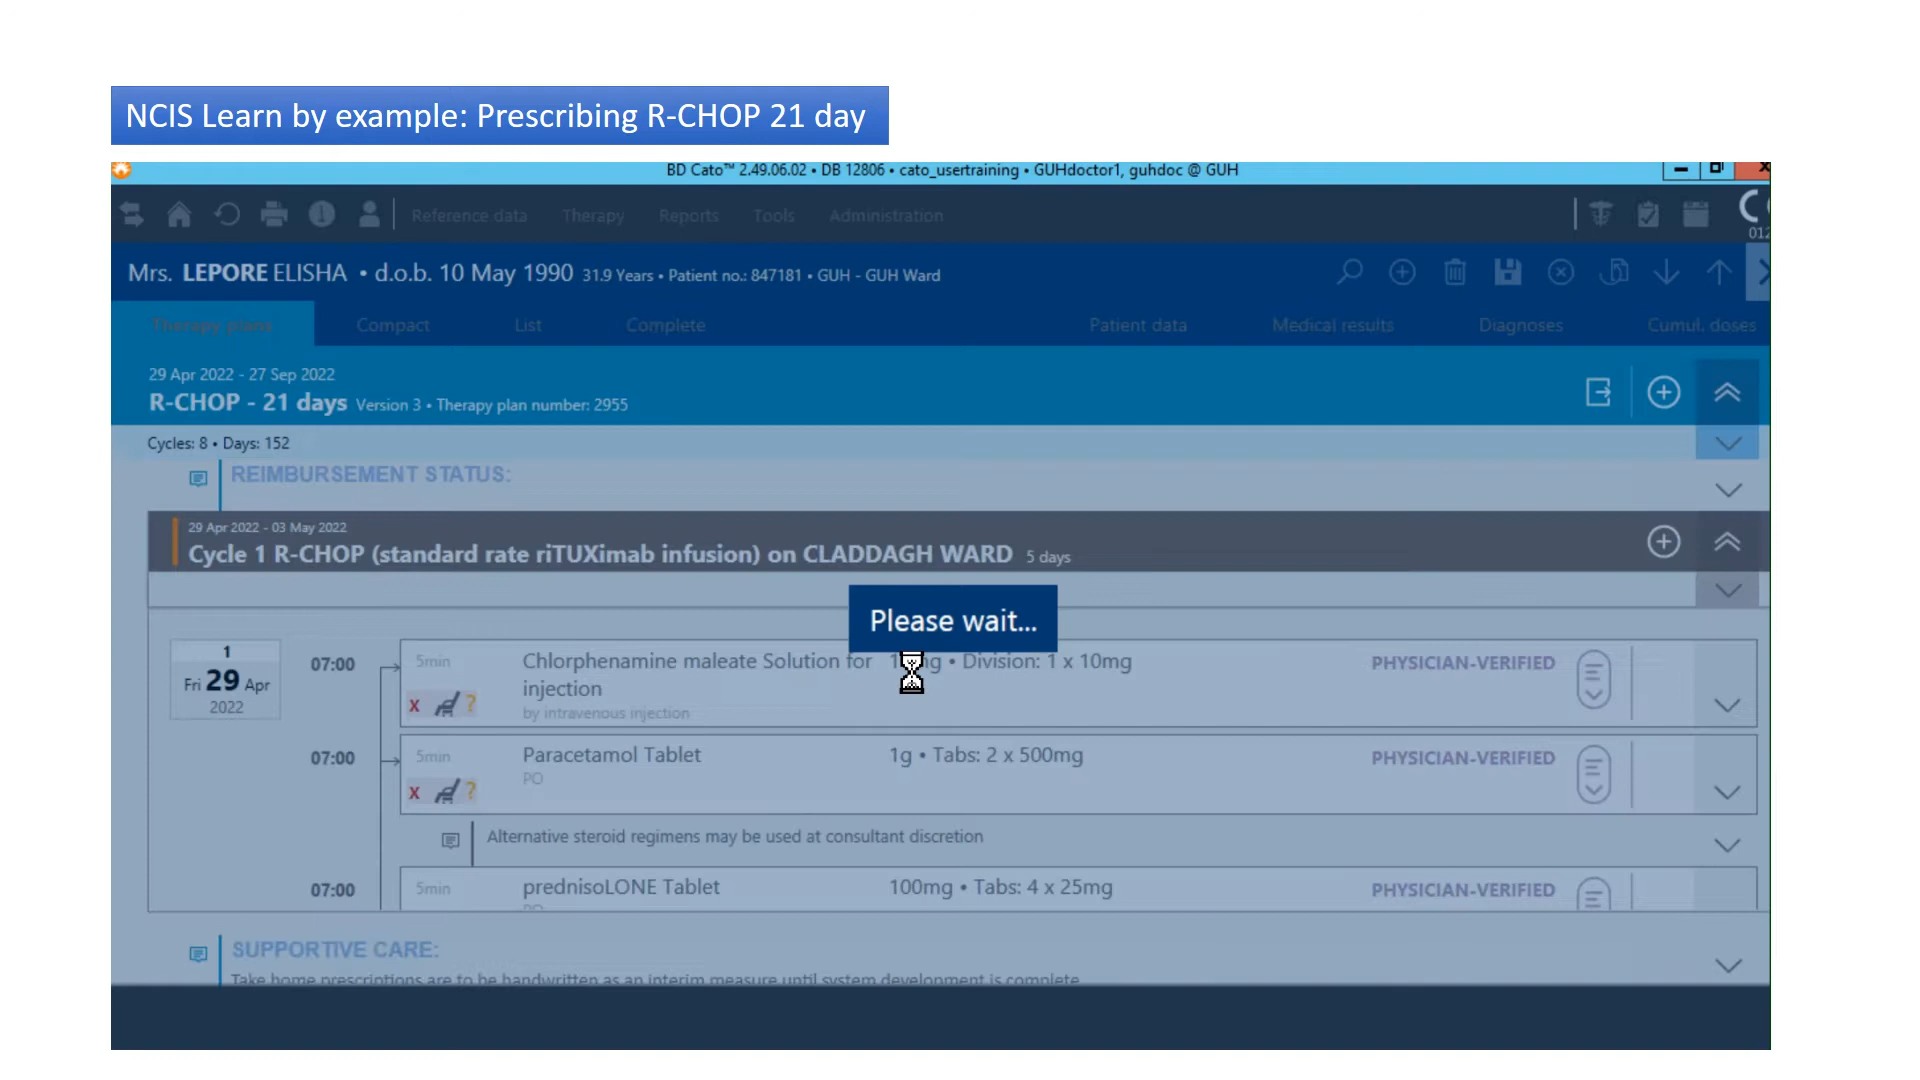 NCIS Learn by example: Prescribing R-CHOP 21 day
BD Cato™ 2.49.06.02 • DB 12806 • cato_usertraining • GUHdoctor1, guhdoc @ GUH
Reference data Therapy Reports Tools Administration
012
Mrs. LEPORE ELISHA • d.o.b. 10 May 1990 31.9 Years • Patient no.: 847181 • GUH - GUH Ward
Therapy plans Compact List Complete Patient data Medical results Diagnoses Cumul. doses
29 Apr 2022 - 27 Sep 2022
R-CHOP - 21 days Version 3 • Therapy plan number: 2955
Cycles: 8 • Days: 152
REIMBURSEMENT STATUS:
29 Apr 2022 - 03 May 2022
Cycle 1 R-CHOP (standard rate riTUXimab infusion) on CLADDAGH WARD 5 days
Please wait...
1
Fri 29 Apr
2022
07:00 5min Chlorphenamine maleate Solution for • Division: 1 x 10mg PHYSICIAN-VERIFIED
injection
x ? by intravenous injection
07:00 5min Paracetamol Tablet 1g • Tabs: 2 x 500mg PHYSICIAN-VERIFIED
PO
x ?
Alternative steroid regimens may be used at consultant discretion
07:00 5min prednisoLONE Tablet 100mg • Tabs: 4 x 25mg PHYSICIAN-VERIFIED
SUPPORTIVE CARE:
Take home prescriptions are to be handwritten as an interim measure until system development is complete